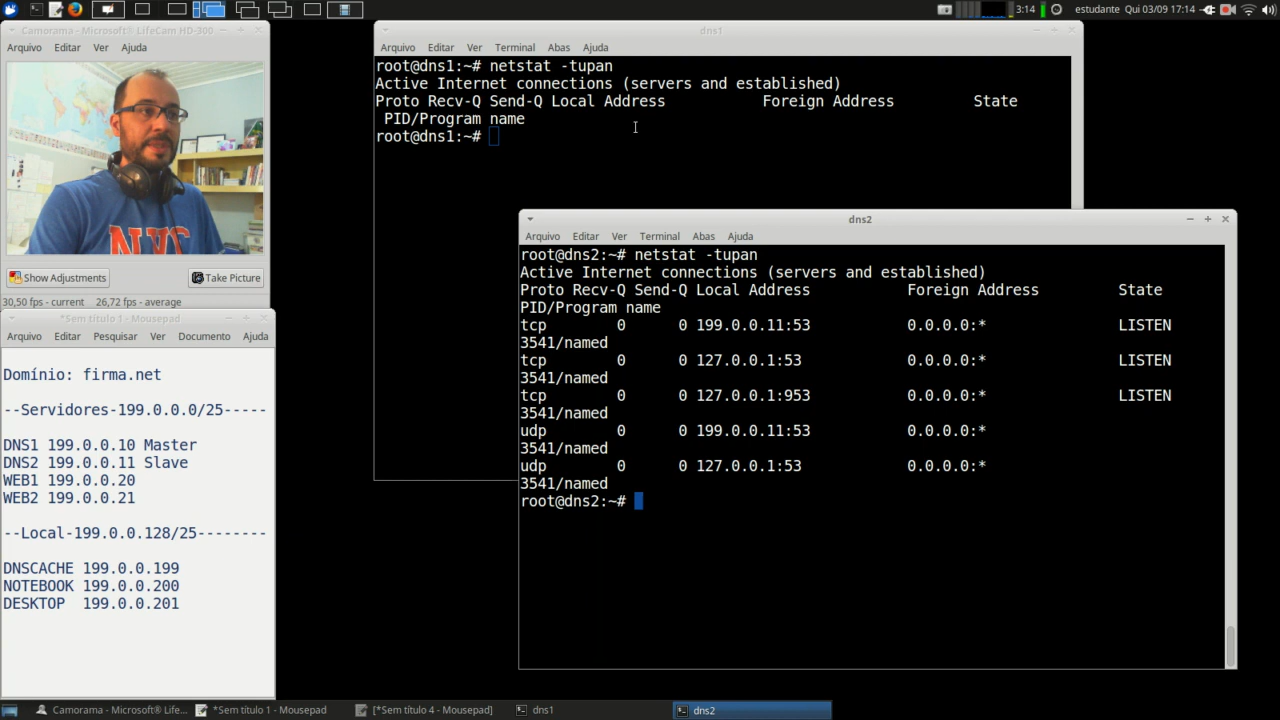 3:14 estudante Qui 03/09 17:14
Camorama - Microsoft® LifeCam HD-300
Arquivo Editar Ver Ajuda
NYC
Show Adjustments Take Picture
30,50 fps - current 26,72 fps - average
*Sem título 1 - Mousepad
Arquivo Editar Pesquisar Ver Documento Ajuda
Domínio: firma.net
--Servidores-199.0.0.0/25-----
DNS1 199.0.0.10 Master
DNS2 199.0.0.11 Slave
WEB1 199.0.0.20
WEB2 199.0.0.21
--Local-199.0.0.128/25--------
DNSCACHE 199.0.0.199
NOTEBOOK 199.0.0.200
DESKTOP 199.0.0.201
dns1
Arquivo Editar Ver Terminal Abas Ajuda
root@dns1:~# netstat -tupan
Active Internet connections (servers and established)
Proto Recv-Q Send-Q Local Address Foreign Address State
PID/Program name
root@dns1:~#
dns2
Arquivo Editar Ver Terminal Abas Ajuda
root@dns2:~# netstat -tupan
Active Internet connections (servers and established)
Proto Recv-Q Send-Q Local Address Foreign Address State
PID/Program name
tcp 0 0 199.0.0.11:53 0.0.0.0:* LISTEN
3541/named
tcp 0 0 127.0.0.1:53 0.0.0.0:* LISTEN
3541/named
tcp 0 0 127.0.0.1:953 0.0.0.0:* LISTEN
3541/named
udp 0 0 199.0.0.11:53 0.0.0.0:*
3541/named
udp 0 0 127.0.0.1:53 0.0.0.0:*
3541/named
root@dns2:~#
Camorama - Microsoft® Life... *Sem título 1 - Mousepad [*Sem título 4 - Mousepad] dns1 dns2